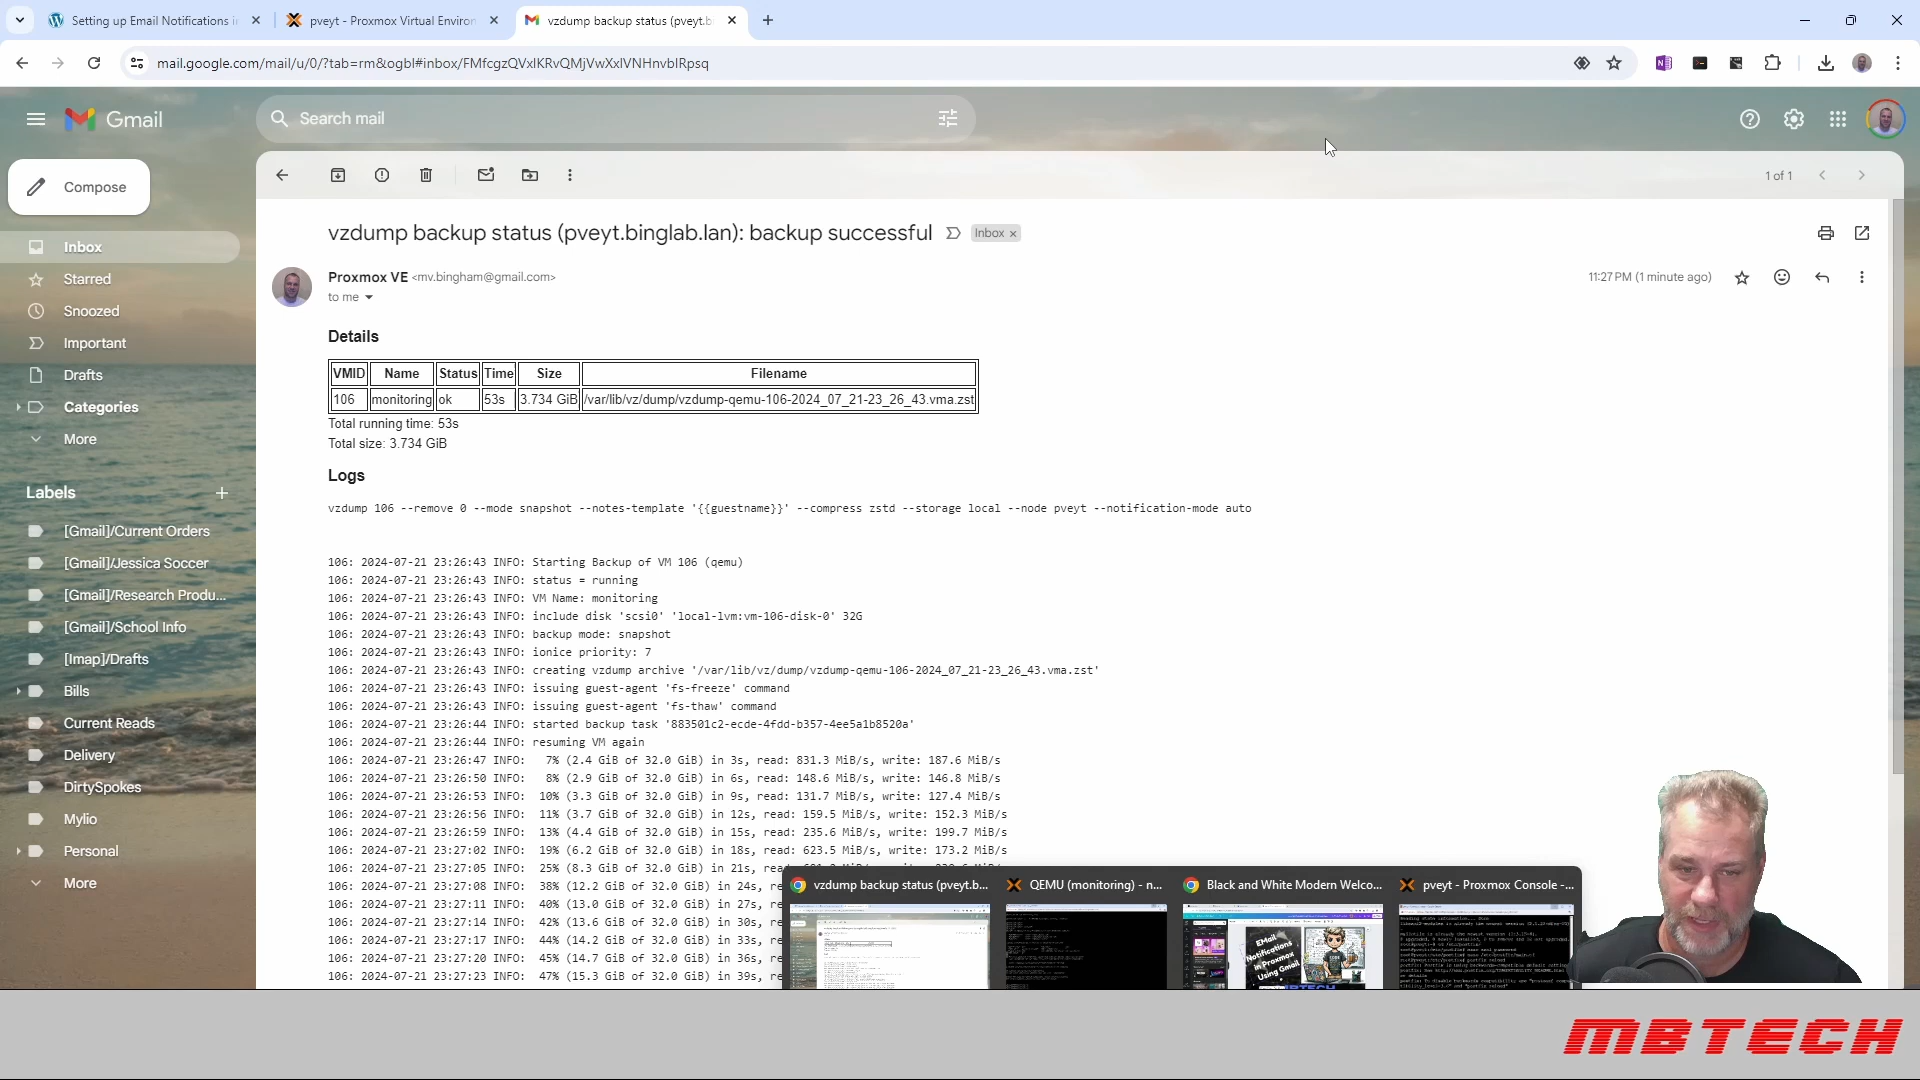 Setting up Email Notifications i
pveyt - Proxmox Virtual Environ
vzdump backup status (pveyt.b
mail.google.com/mail/u/0/?tab=rm&ogbl#inbox/FMfcgzQVxlKRvQMjVwXxlVNHnvblRpsq
Gmail
Search mail
Compose
1 of 1
Inbox
Starred
Snoozed
Important
Drafts
Categories
More
Labels
[Gmail]/Current Orders
[Gmail]/Jessica Soccer
[Gmail]/Research Produ...
[Gmail]/School Info
[Imap]/Drafts
Bills
Current Reads
Delivery
DirtySpokes
Mylio
Personal
More
vzdump backup status (pveyt.binglab.lan): backup successful
Inbox x
Proxmox VE <mv.bingham@gmail.com>
11:27 PM (1 minute ago)
to me
Details
VMID Name Status Time Size Filename
106 monitoring ok 53s 3.734 GiB /var/lib/vz/dump/vzdump-qemu-106-2024_07_21-23_26_43.vma.zst
Total running time: 53s
Total size: 3.734 GiB
Logs
vzdump 106 --remove 0 --mode snapshot --notes-template '{{guestname}}' --compress zstd --storage local --node pveyt --notification-mode auto
106: 2024-07-21 23:26:43 INFO: Starting Backup of VM 106 (qemu)
106: 2024-07-21 23:26:43 INFO: status = running
106: 2024-07-21 23:26:43 INFO: VM Name: monitoring
106: 2024-07-21 23:26:43 INFO: include disk 'scsi0' 'local-lvm:vm-106-disk-0' 32G
106: 2024-07-21 23:26:43 INFO: backup mode: snapshot
106: 2024-07-21 23:26:43 INFO: ionice priority: 7
106: 2024-07-21 23:26:43 INFO: creating vzdump archive '/var/lib/vz/dump/vzdump-qemu-106-2024_07_21-23_26_43.vma.zst'
106: 2024-07-21 23:26:43 INFO: issuing guest-agent 'fs-freeze' command
106: 2024-07-21 23:26:43 INFO: issuing guest-agent 'fs-thaw' command
106: 2024-07-21 23:26:44 INFO: started backup task '883501c2-ecde-4fdd-b357-4ee5a1b8520a'
106: 2024-07-21 23:26:44 INFO: resuming VM again
106: 2024-07-21 23:26:47 INFO: 7% (2.4 GiB of 32.0 GiB) in 3s, read: 831.3 MiB/s, write: 187.6 MiB/s
106: 2024-07-21 23:26:50 INFO: 8% (2.9 GiB of 32.0 GiB) in 6s, read: 148.6 MiB/s, write: 146.8 MiB/s
106: 2024-07-21 23:26:53 INFO: 10% (3.3 GiB of 32.0 GiB) in 9s, read: 131.7 MiB/s, write: 127.4 MiB/s
106: 2024-07-21 23:26:56 INFO: 11% (3.7 GiB of 32.0 GiB) in 12s, read: 159.5 MiB/s, write: 152.3 MiB/s
106: 2024-07-21 23:26:59 INFO: 13% (4.4 GiB of 32.0 GiB) in 15s, read: 235.6 MiB/s, write: 199.7 MiB/s
106: 2024-07-21 23:27:02 INFO: 19% (6.2 GiB of 32.0 GiB) in 18s, read: 623.5 MiB/s, write: 173.2 MiB/s
106: 2024-07-21 23:27:05 INFO: 25% (8.3 GiB of 32.0 GiB) in 21s, rea
106: 2024-07-21 23:27:08 INFO: 38% (12.2 GiB of 32.0 GiB) in 24s, re
106: 2024-07-21 23:27:11 INFO: 40% (13.0 GiB of 32.0 GiB) in 27s, re
106: 2024-07-21 23:27:14 INFO: 42% (13.6 GiB of 32.0 GiB) in 30s, re
106: 2024-07-21 23:27:17 INFO: 44% (14.2 GiB of 32.0 GiB) in 33s, re
106: 2024-07-21 23:27:20 INFO: 45% (14.7 GiB of 32.0 GiB) in 36s, re
106: 2024-07-21 23:27:23 INFO: 47% (15.3 GiB of 32.0 GiB) in 39s, re
vzdump backup status (pveyt.b...
QEMU (monitoring) - n...
Black and White Modern Welco...
pveyt - Proxmox Console -...
EMail
Notifications
in Proxmox
Using Gmail
MBTECH